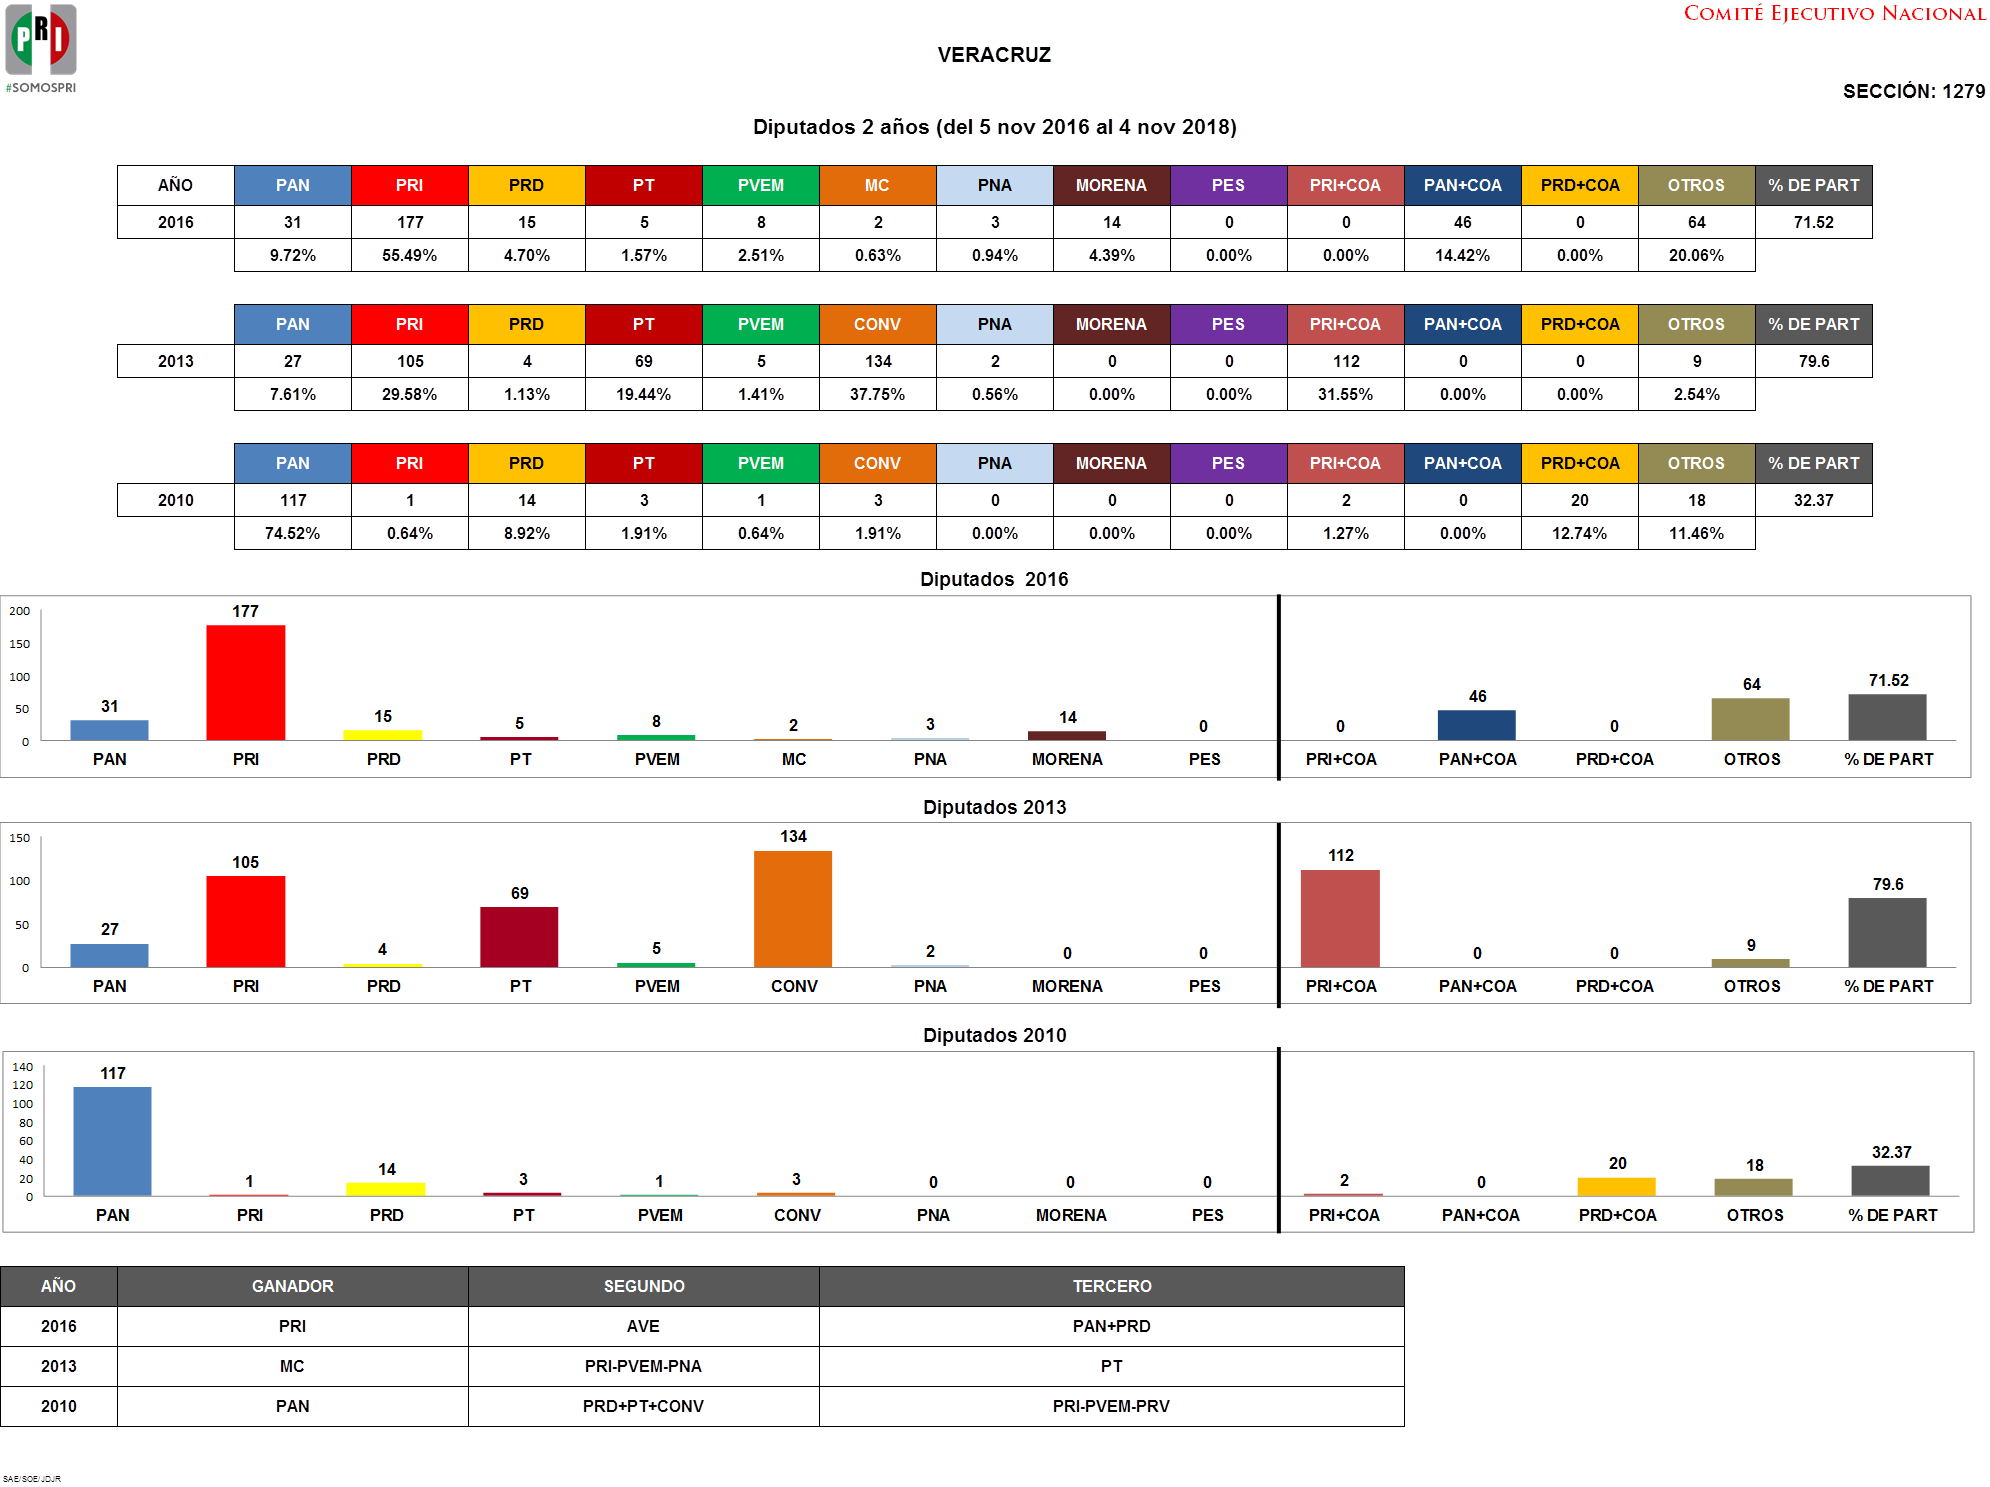 COMITÉ EJECUTIVO NACIONAL
PRI
#SOMOSPRI
VERACRUZ
SECCIÓN: 1279
Diputados 2 años (del 5 nov 2016 al 4 nov 2018)
AÑO PAN PRI PRD PT PVEM MC PNA MORENA PES PRI+COA PAN+COA PRD+COA OTROS % DE PART
2016 31 177 15 5 8 2 3 14 0 0 46 0 64 71.52
9.72% 55.49% 4.70% 1.57% 2.51% 0.63% 0.94% 4.39% 0.00% 0.00% 14.42% 0.00% 20.06%
PAN PRI PRD PT PVEM CONV PNA MORENA PES PRI+COA PAN+COA PRD+COA OTROS % DE PART
2013 27 105 4 69 5 134 2 0 0 112 0 0 9 79.6
7.61% 29.58% 1.13% 19.44% 1.41% 37.75% 0.56% 0.00% 0.00% 31.55% 0.00% 0.00% 2.54%
PAN PRI PRD PT PVEM CONV PNA MORENA PES PRI+COA PAN+COA PRD+COA OTROS % DE PART
2010 117 1 14 3 1 3 0 0 0 2 0 20 18 32.37
74.52% 0.64% 8.92% 1.91% 0.64% 1.91% 0.00% 0.00% 0.00% 1.27% 0.00% 12.74% 11.46%
Diputados 2016
200
150
100
50
0
31 177 15 5 8 2 3 14 0 0 46 0 64 71.52
PAN PRI PRD PT PVEM MC PNA MORENA PES PRI+COA PAN+COA PRD+COA OTROS % DE PART
Diputados 2013
150
100
50
0
27 105 4 69 5 134 2 0 0 112 0 0 9 79.6
PAN PRI PRD PT PVEM CONV PNA MORENA PES PRI+COA PAN+COA PRD+COA OTROS % DE PART
Diputados 2010
140
120
100
80
60
40
20
0
117 1 14 3 1 3 0 0 0 2 0 20 18 32.37
PAN PRI PRD PT PVEM CONV PNA MORENA PES PRI+COA PAN+COA PRD+COA OTROS % DE PART
AÑO GANADOR SEGUNDO TERCERO
2016 PRI AVE PAN+PRD
2013 MC PRI-PVEM-PNA PT
2010 PAN PRD+PT+CONV PRI-PVEM-PRV
SAE/SOE/JDJR